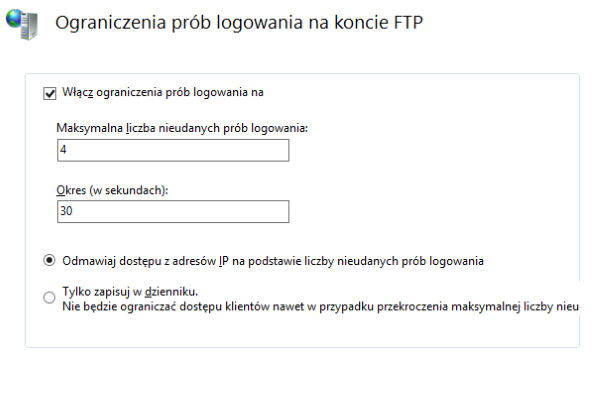 Ograniczenia prób logowania na koncie FTP
Włącz ograniczenia prób logowania na
Maksymalna liczba nieudanych prób logowania:
4
Okres (w sekundach):
30
Odmawiaj dostępu z adresów IP na podstawie liczby nieudanych prób logowania
Tylko zapisuj w dzienniku.
Nie będzie ograniczać dostępu klientów nawet w przypadku przekroczenia maksymalnej liczby nieu